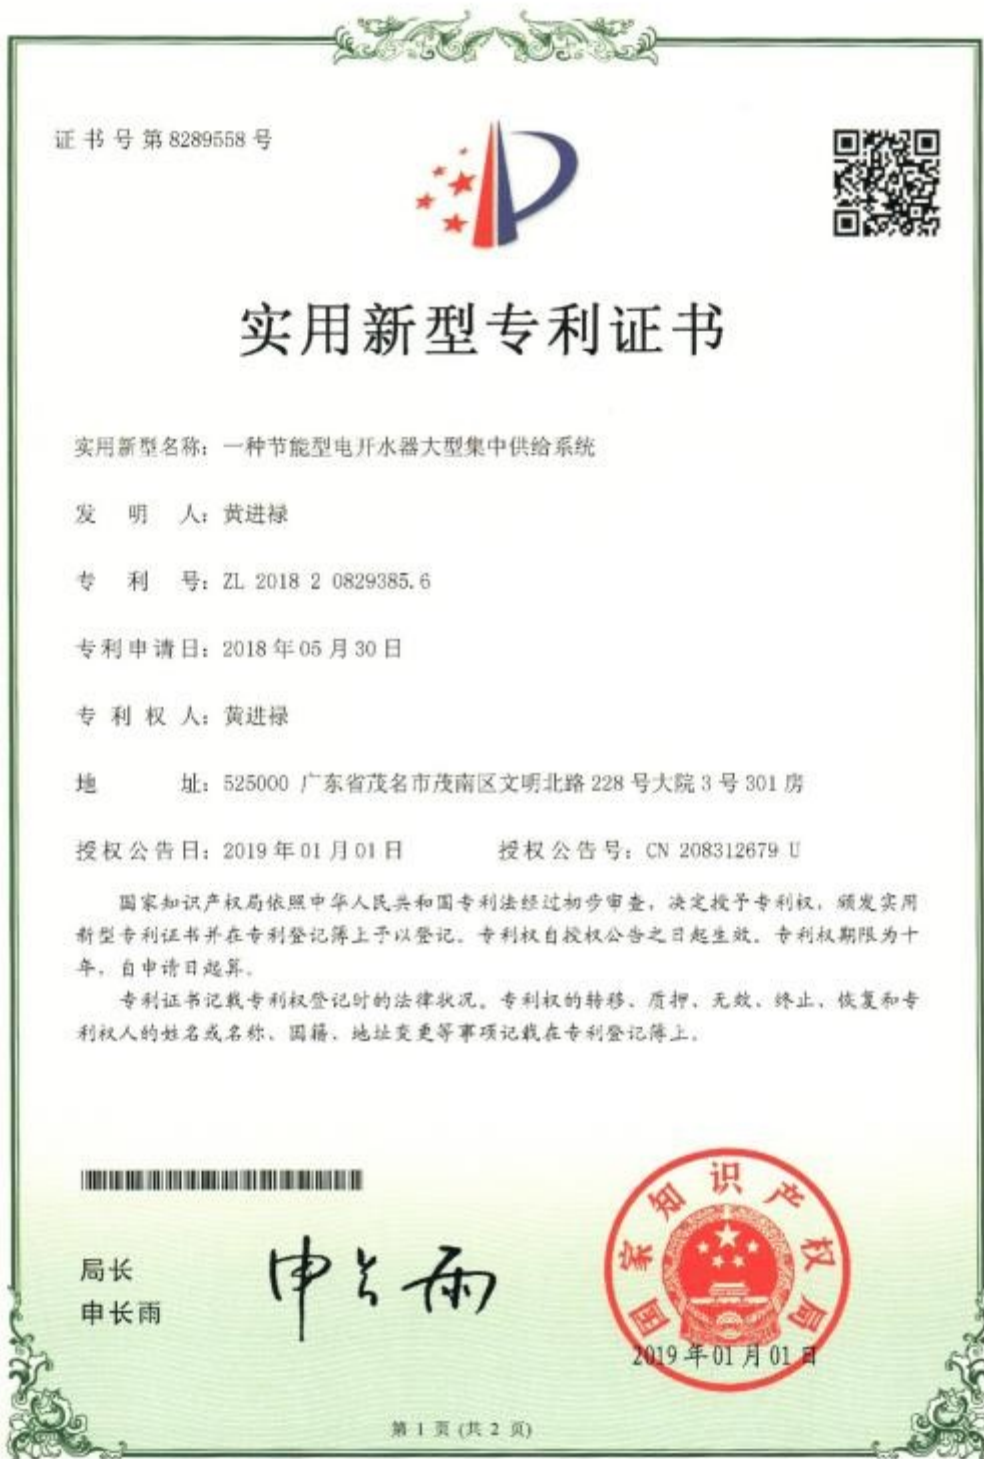 证书号第8289558号
实用新型专利证书
实用新型名称：一种节能型电开水器大型集中供给系统
发 明 人：黄进禄
专 利 号：ZL 2018 2 0829385.6
专利申请日：2018年05月30日
专 利 权 人：黄进禄
地 址：525000 广东省茂名市茂南区文明北路228号大院3号301房
授权公告日：2019年01月01日 授权公告号：CN 208312679 U
国家知识产权局依照中华人民共和国专利法经过初步审查，决定授予专利权，颁发实用
新型专利证书并在专利登记簿上予以登记。专利权自授权公告之日起生效。专利权期限为十
年，自申请日起算。
专利证书记载专利权登记时的法律状况。专利权的转移、质押、无效、终止、恢复和专
利权人的姓名或名称、国籍、地址变更等事项记载在专利登记簿上。
局长
申长雨
申长雨
国家知识产权局
2019年01月01日
第 1 页 (共 2 页)